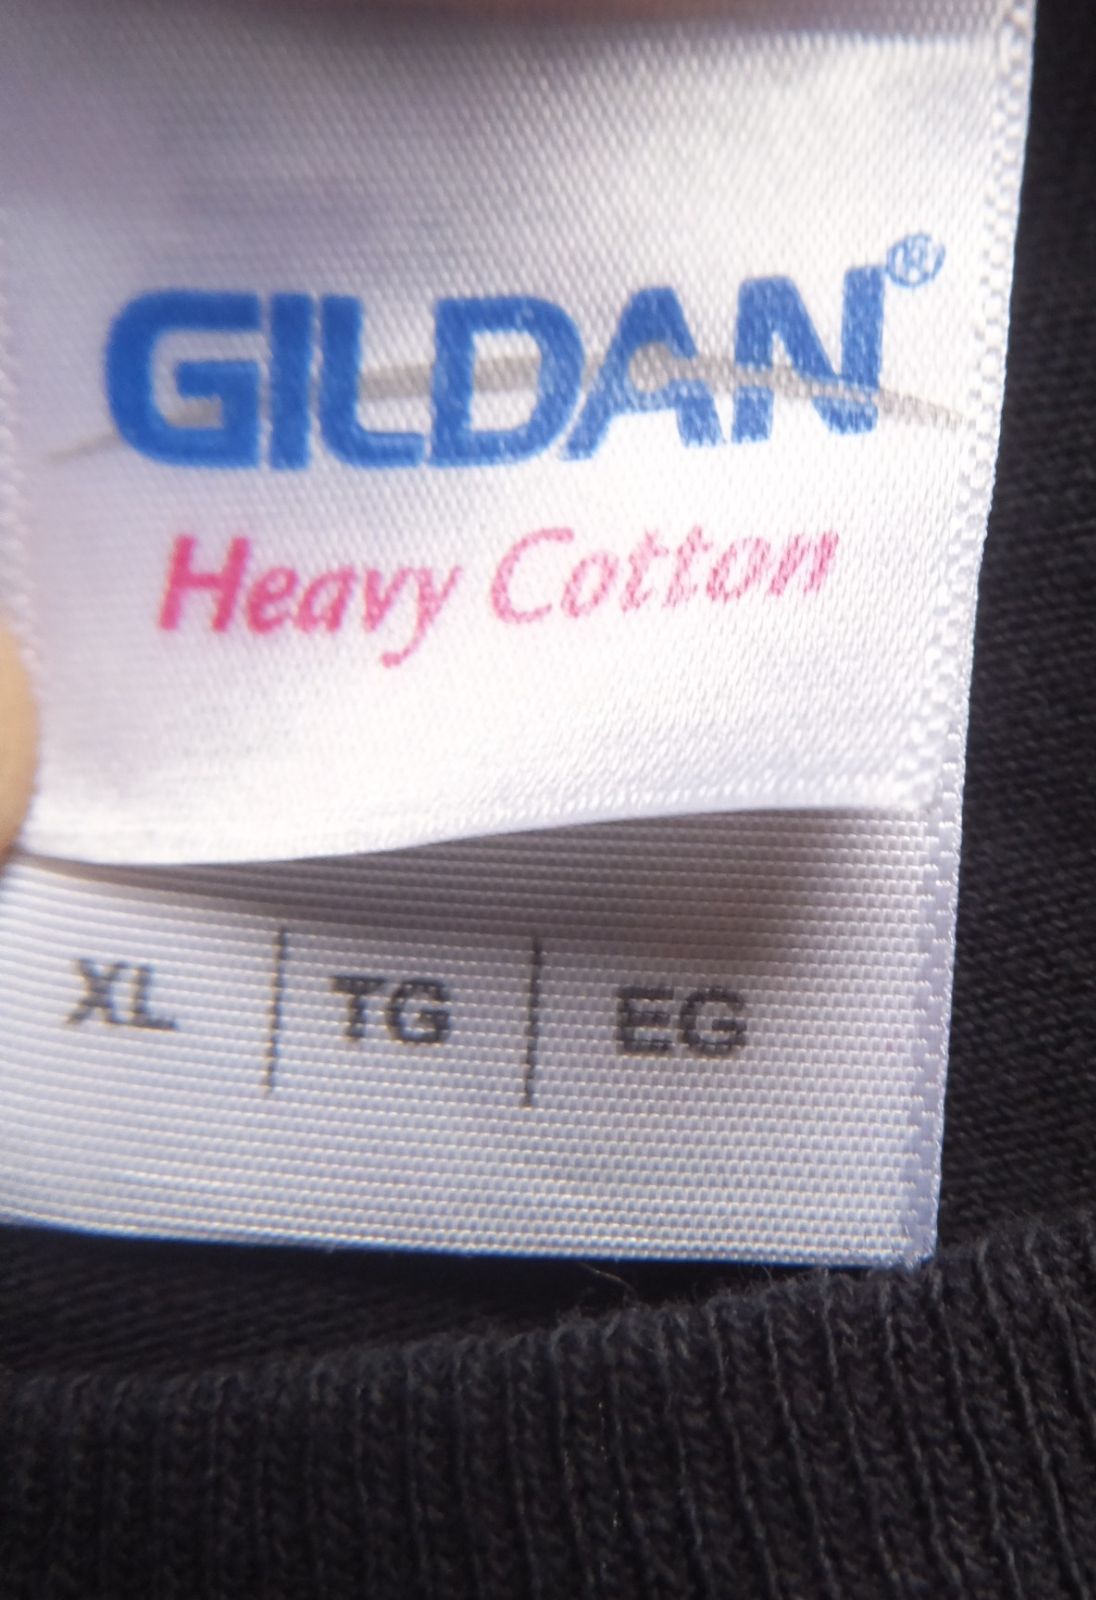 GILDAN®
Heavy Cotton
XL | TG | EG